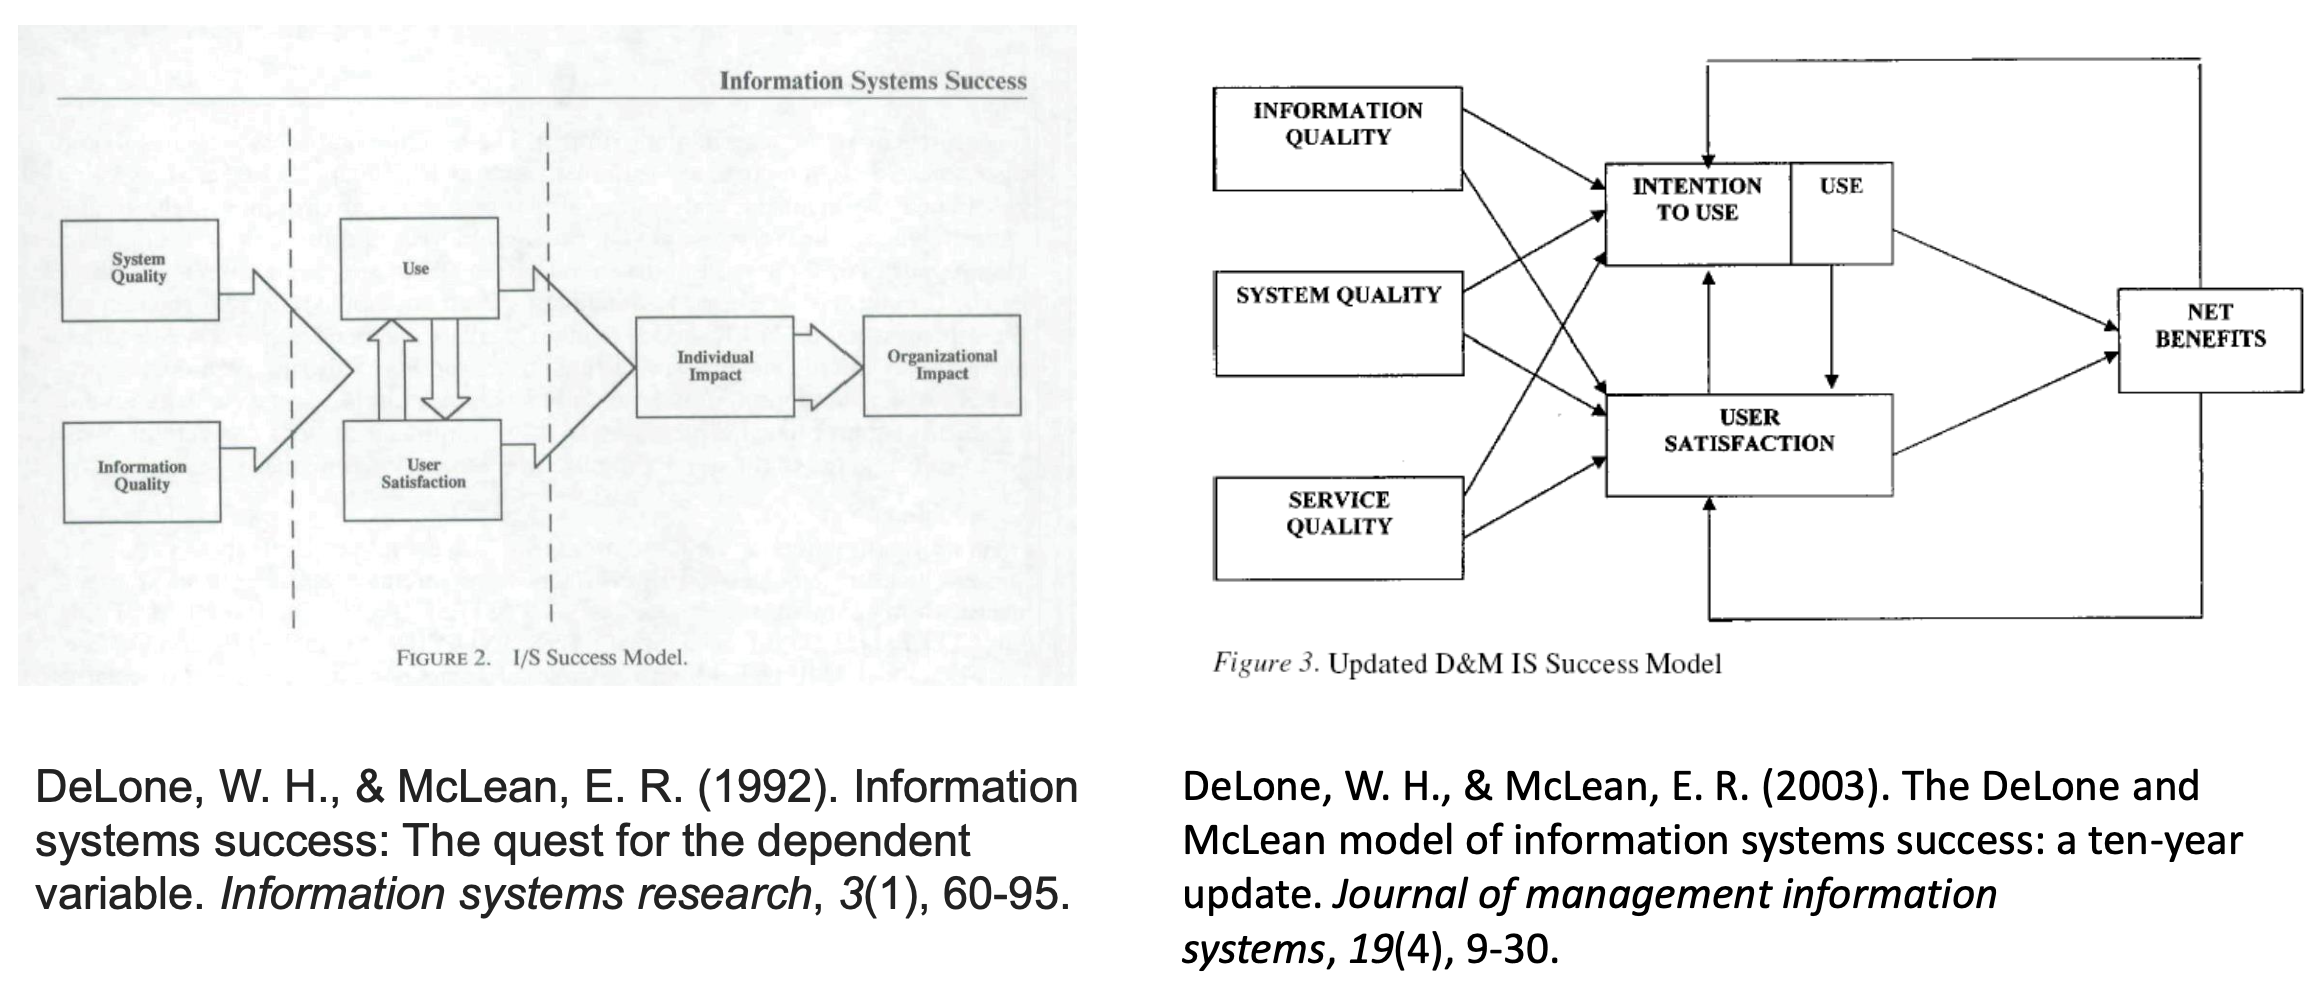 Information Systems Success
System
Quality
Use
Individual
Impact
Organizational
Impact
Information
Quality
User
Satisfaction
FIGURE 2. I/S Success Model.
DeLone, W. H., & McLean, E. R. (1992). Information
systems success: The quest for the dependent
variable. Information systems research, 3(1), 60-95.
INFORMATION
QUALITY
INTENTION
TO USE
USE
SYSTEM QUALITY
NET
BENEFITS
USER
SATISFACTION
SERVICE
QUALITY
Figure 3. Updated D&M IS Success Model
DeLone, W. H., & McLean, E. R. (2003). The DeLone and
McLean model of information systems success: a ten-year
update. Journal of management information
systems, 19(4), 9-30.